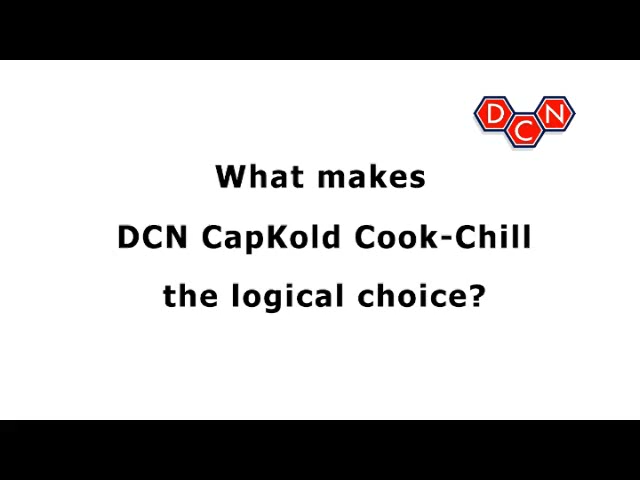 DCN
What makes
DCN CapKold Cook-Chill
the logical choice?